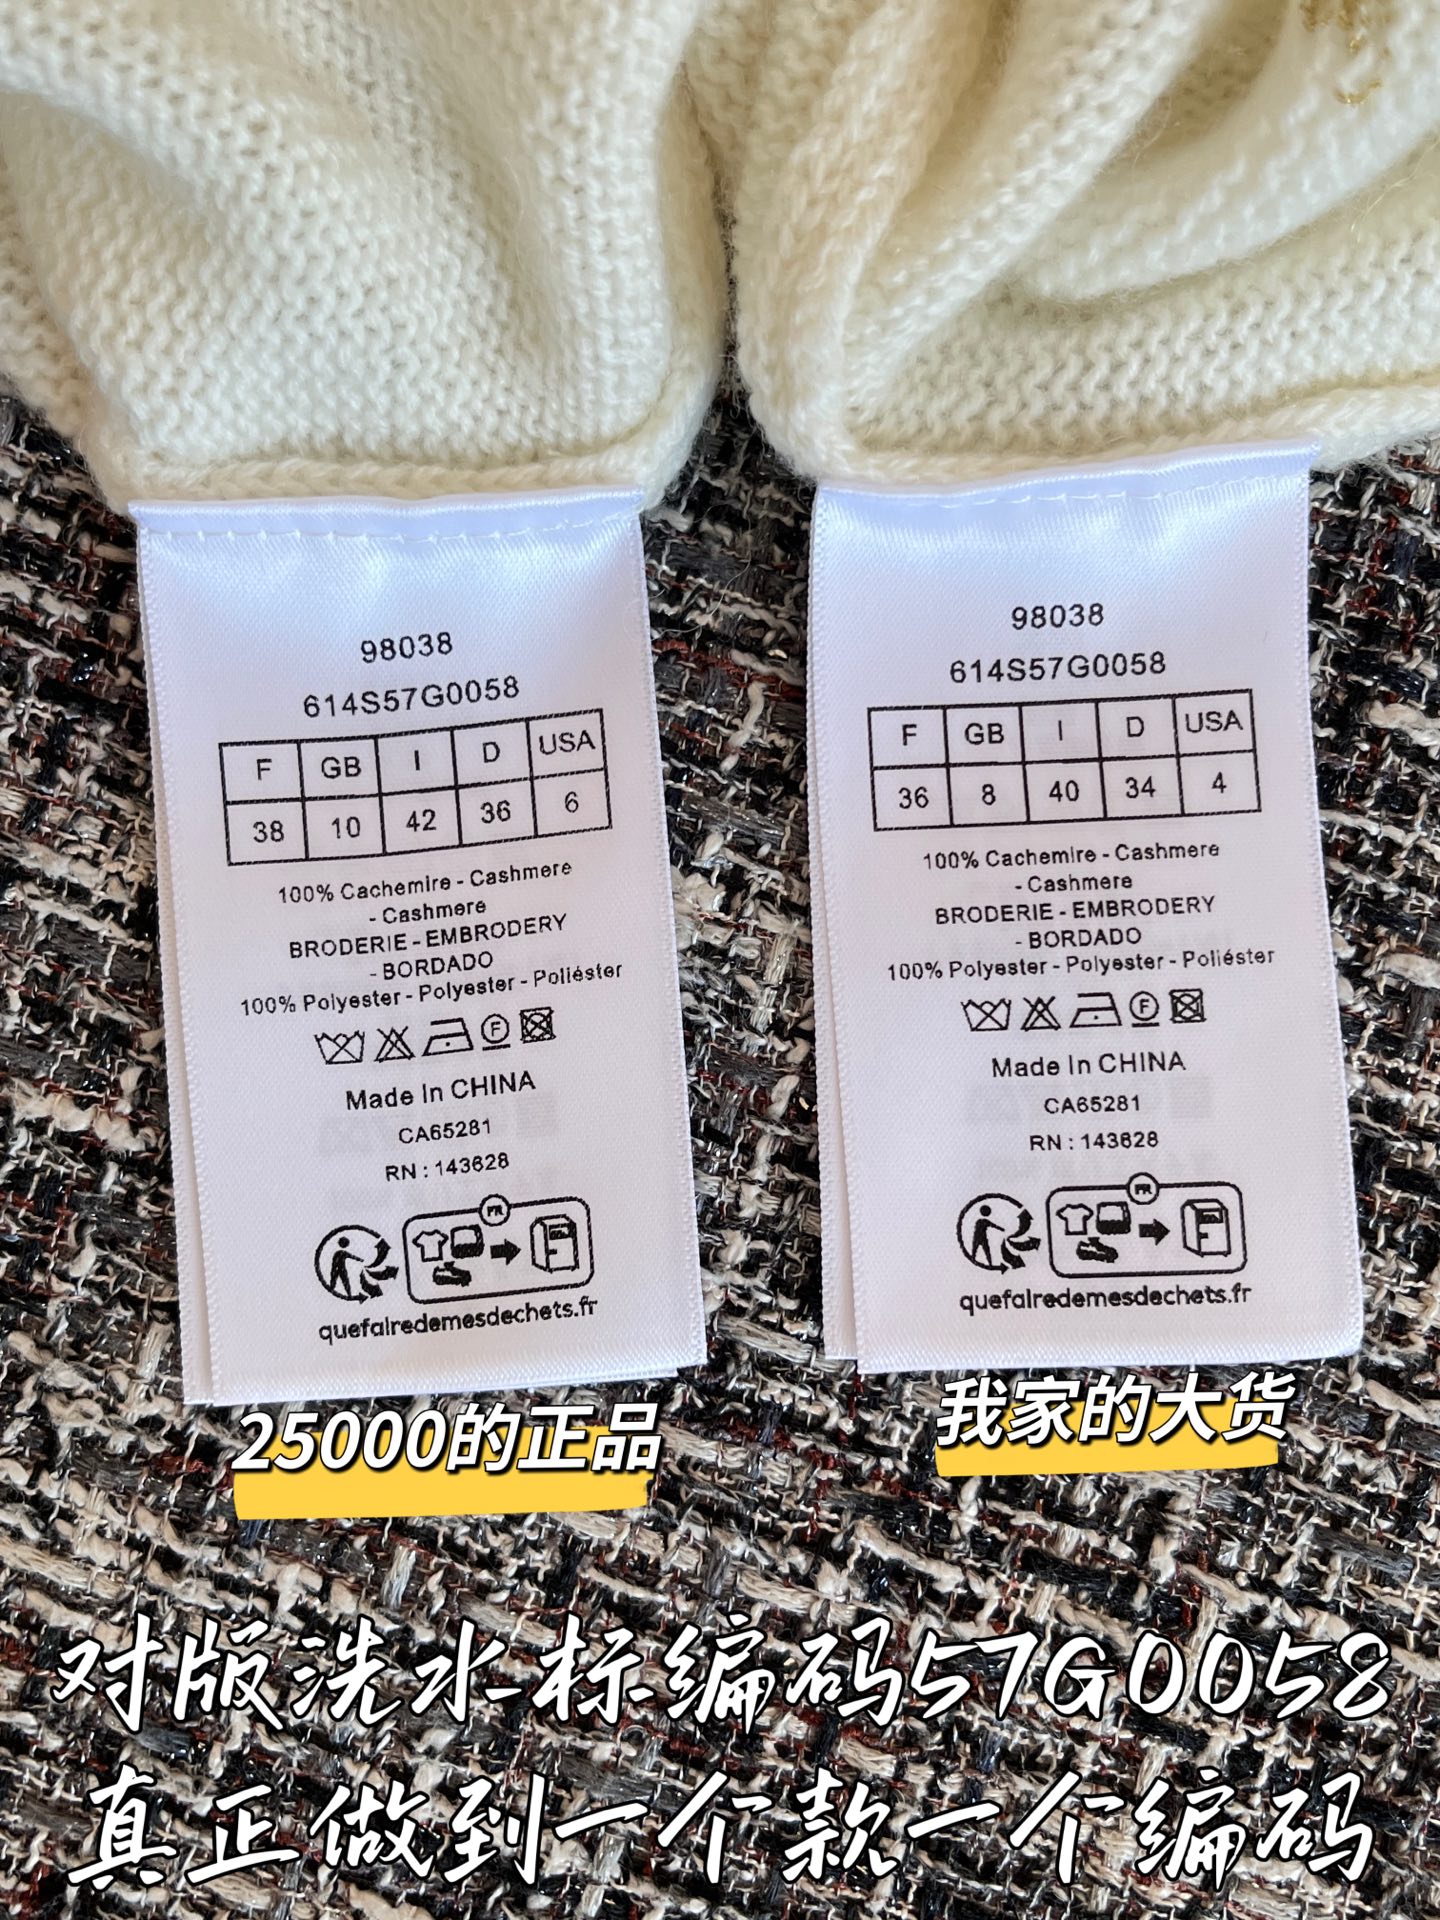 98038
614S57G0058
F GB I D USA
38 10 42 36 6
100% Cachemire - Cashmere
- Cashmere
BRODERIE - EMBRODERY
- BORDADO
100% Polyester - Polyester - Poliéster
F
Made In CHINA
CA65281
RN : 143628
FR
quefairedemesdechets.fr
98038
614S57G0058
F GB I D USA
36 8 40 34 4
100% Cachemire - Cashmere
- Cashmere
BRODERIE - EMBRODERY
- BORDADO
100% Polyester - Polyester - Poliéster
F
Made In CHINA
CA65281
RN : 143628
FR
quefairedemesdechets.fr
25000的正品
我家的大货
对版洗水标编码57G0058
真正做到一个款一个编码